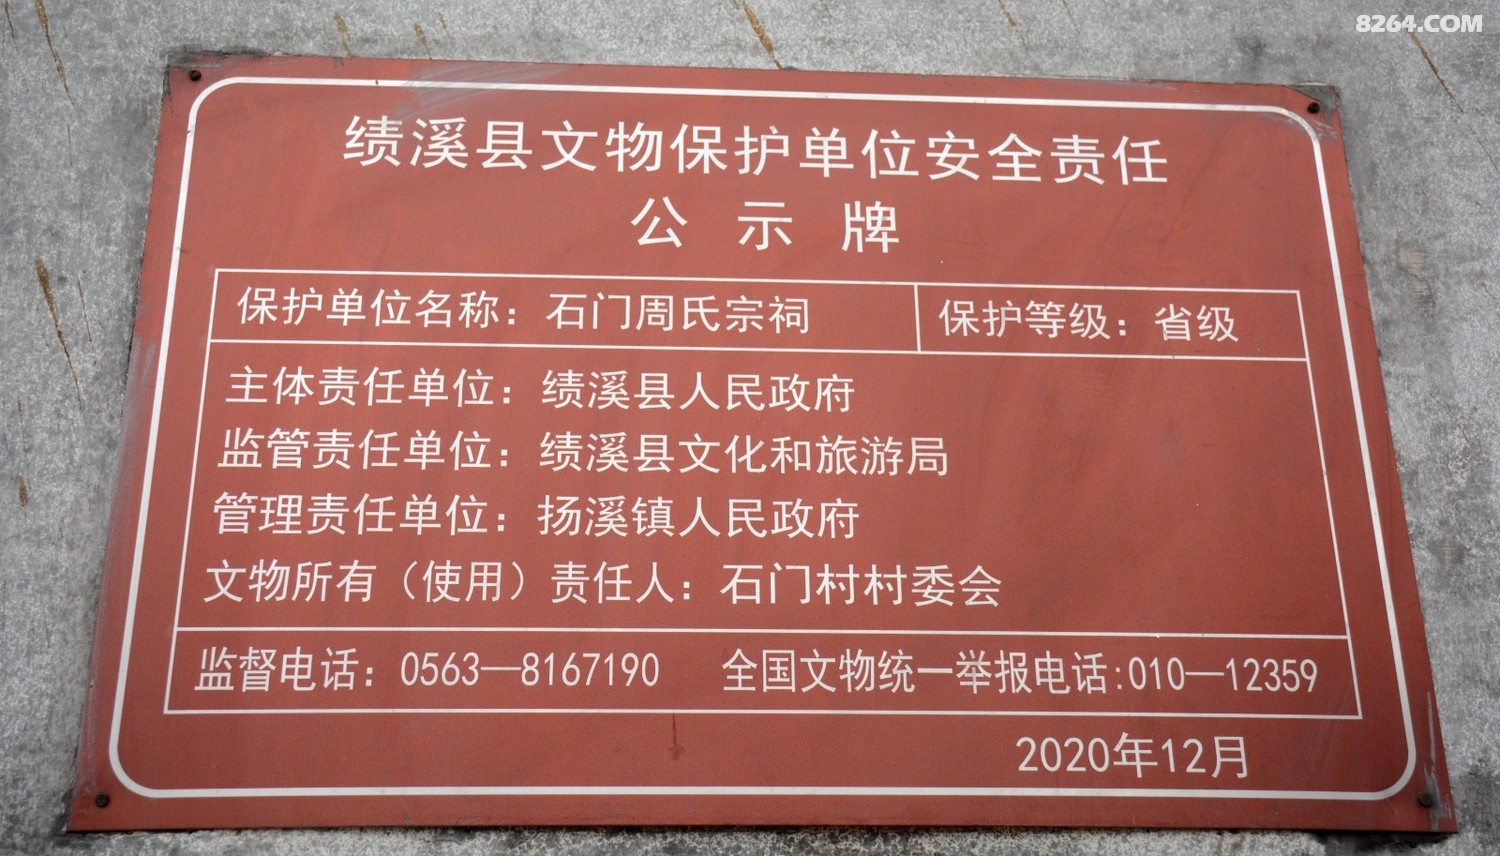 8264.COM
绩溪县文物保护单位安全责任
公示牌
保护单位名称：石门周氏宗祠 保护等级：省级
主体责任单位：绩溪县人民政府
监管责任单位：绩溪县文化和旅游局
管理责任单位：扬溪镇人民政府
文物所有（使用）责任人：石门村村委会
监督电话：0563—8167190 全国文物统一举报电话:010—12359
2020年12月